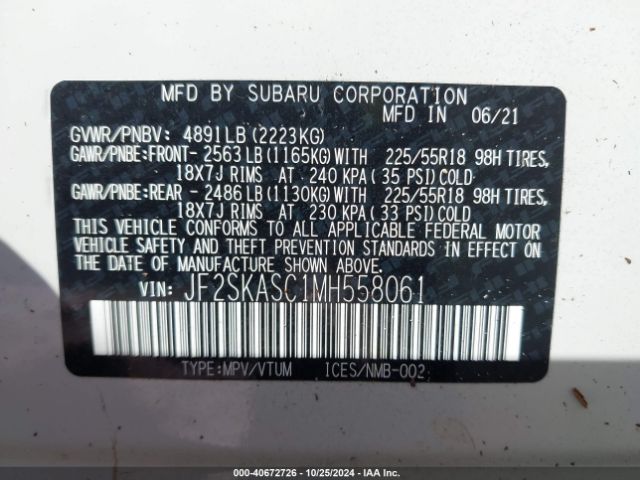 MFD BY SUBARU CORPORATION
MFD IN 06/21
GVWR/PNBV: 4891LB (2223KG)
GAWR/PNBE:FRONT- 2563 LB (1165KG) WITH 225/55R18 98H TIRES,
18X7J RIMS AT 240 KPA ( 35 PSI) COLD
GAWR/PNBE:REAR - 2486 LB (1130KG) WITH 225/55R18 98H TIRES,
18X7J RIMS AT 230 KPA ( 33 PSI) COLD
THIS VEHICLE CONFORMS TO ALL APPLICABLE FEDERAL MOTOR
VEHICLE SAFETY AND THEFT PREVENTION STANDARDS IN EFFECT ON
THE DATE OF MANUFACTURE SHOWN ABOVE.
VIN: JF2SKASC1MH558061
TYPE:MPV/VTUM ICES/NMB-002
000-40672726 - 10/25/2024 - IAA Inc.